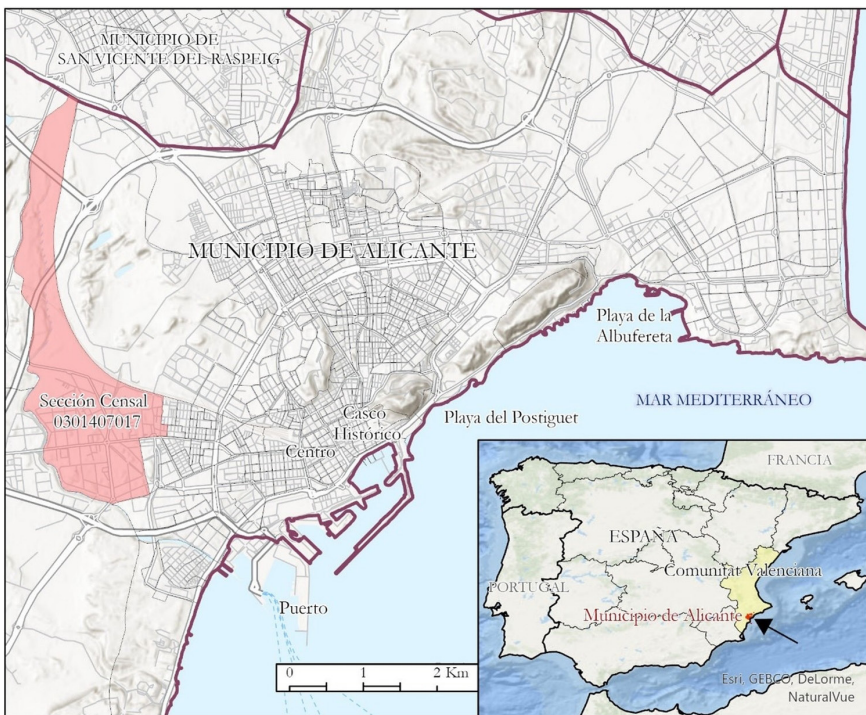 MUNICIPIO DE
SAN VICENTE DEL RASPEIG
MUNICIPIO DE ALICANTE
Playa de la
Albufereta
Sección Censal
0301407017
MAR MEDITERRÁNEO
Casco
Histórico
Playa del Postiguet
Centro
Puerto
0 1 2 Km
FRANCIA
ESPAÑA
Comunitat Valenciana
PORTUGAL
Municipio de Alicante
Esri, GEBCO, DeLorme,
NaturalVue